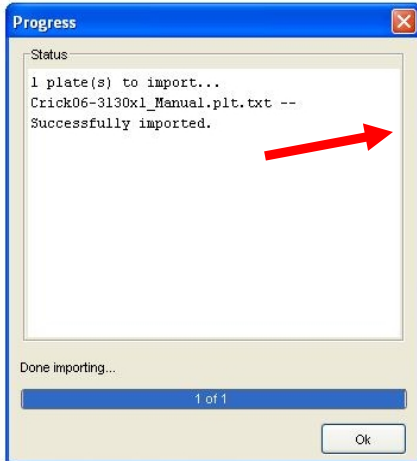 Progress
Status
1 plate(s) to import...
Crick06-3130xl_Manual.plt.txt --
Successfully imported.
Done importing...
1 of 1
Ok